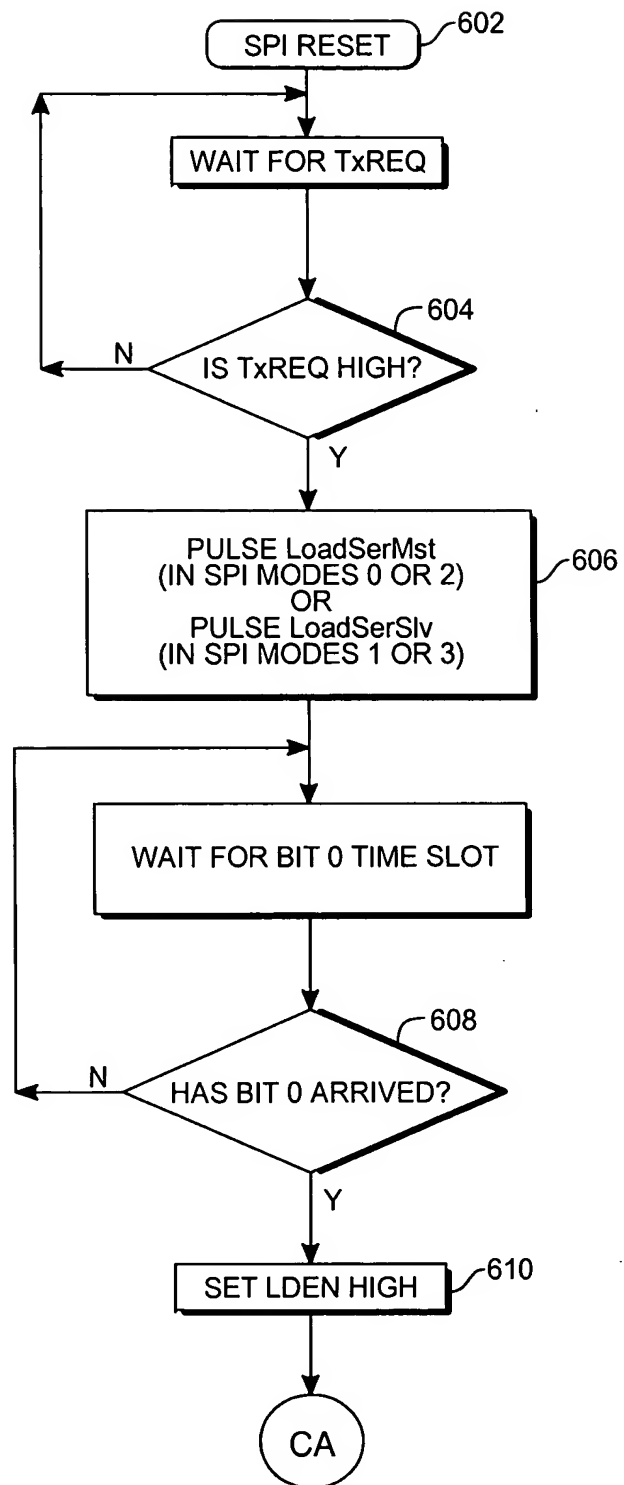 SPI RESET
602
WAIT FOR TxREQ
604
IS TxREQ HIGH?
N
Y
PULSE LoadSerMst
(IN SPI MODES 0 OR 2)
OR
PULSE LoadSerSlv
(IN SPI MODES 1 OR 3)
606
WAIT FOR BIT 0 TIME SLOT
608
N
HAS BIT 0 ARRIVED?
Y
SET LDEN HIGH
610
CA